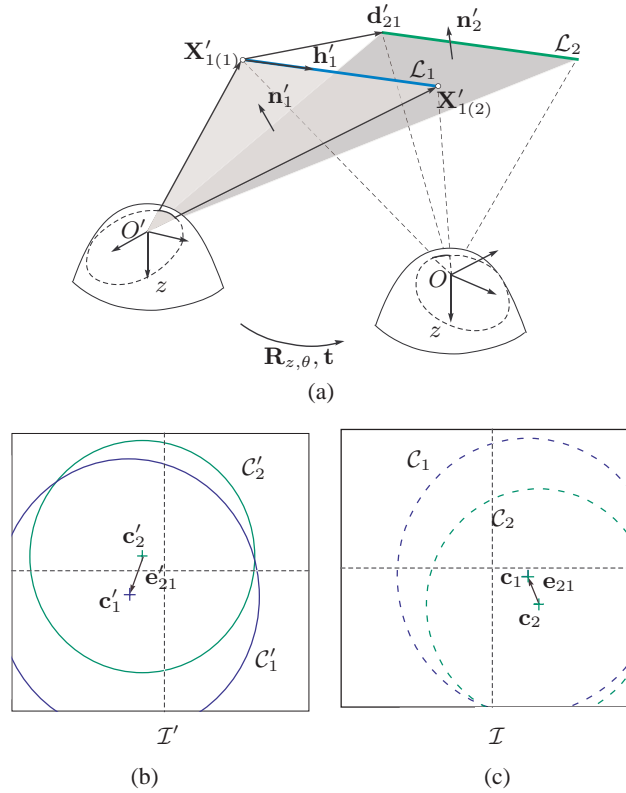 d′₂₁
n′₂
X′₁₍₁₎
h′₁
ℒ₁
ℒ₂
n′₁
X′₁₍₂₎
O′
z
O
z
R_{z,θ}, t
(a)
𝒞′₂
c′₂
e′₂₁
c′₁
𝒞′₁
ℐ′
(b)
𝒞₁
𝒞₂
c₁
e₂₁
c₂
ℐ
(c)